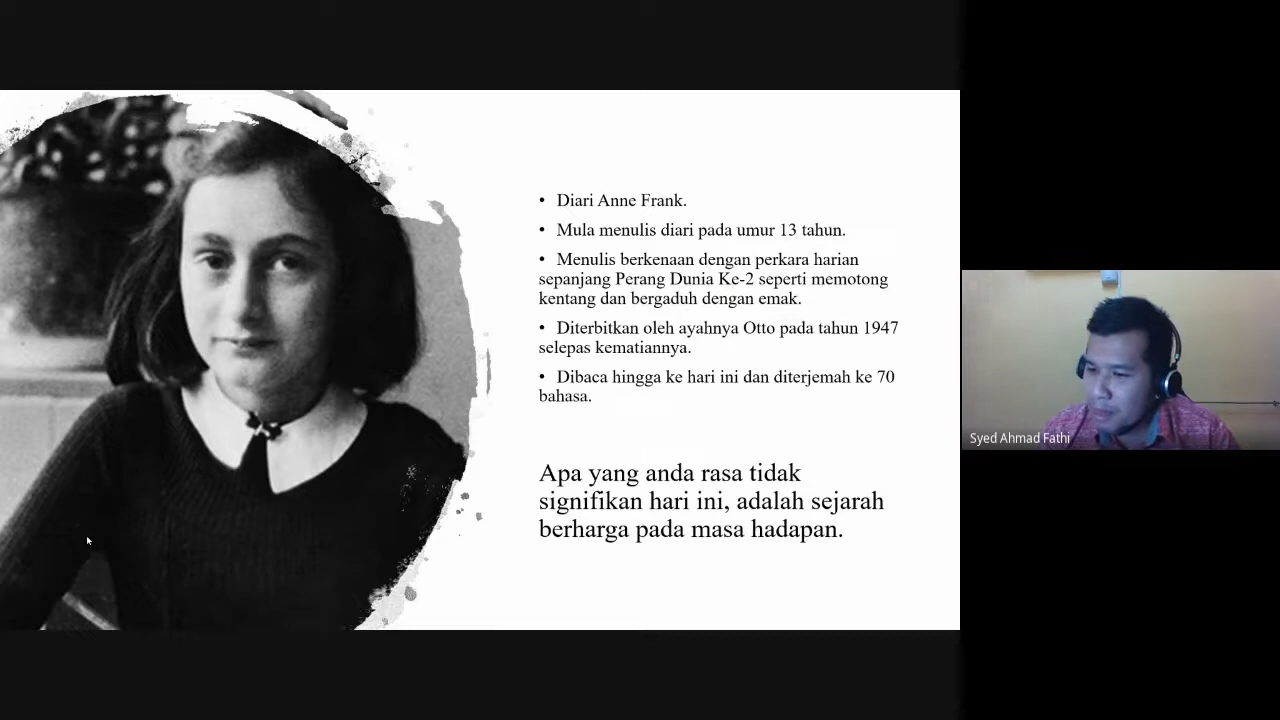 • Diari Anne Frank.
• Mula menulis diari pada umur 13 tahun.
• Menulis berkenaan dengan perkara harian
sepanjang Perang Dunia Ke-2 seperti memotong
kentang dan bergaduh dengan emak.
• Diterbitkan oleh ayahnya Otto pada tahun 1947
selepas kematiannya.
• Dibaca hingga ke hari ini dan diterjemah ke 70
bahasa.
Apa yang anda rasa tidak
signifikan hari ini, adalah sejarah
berharga pada masa hadapan.
Syed Ahmad Fathi